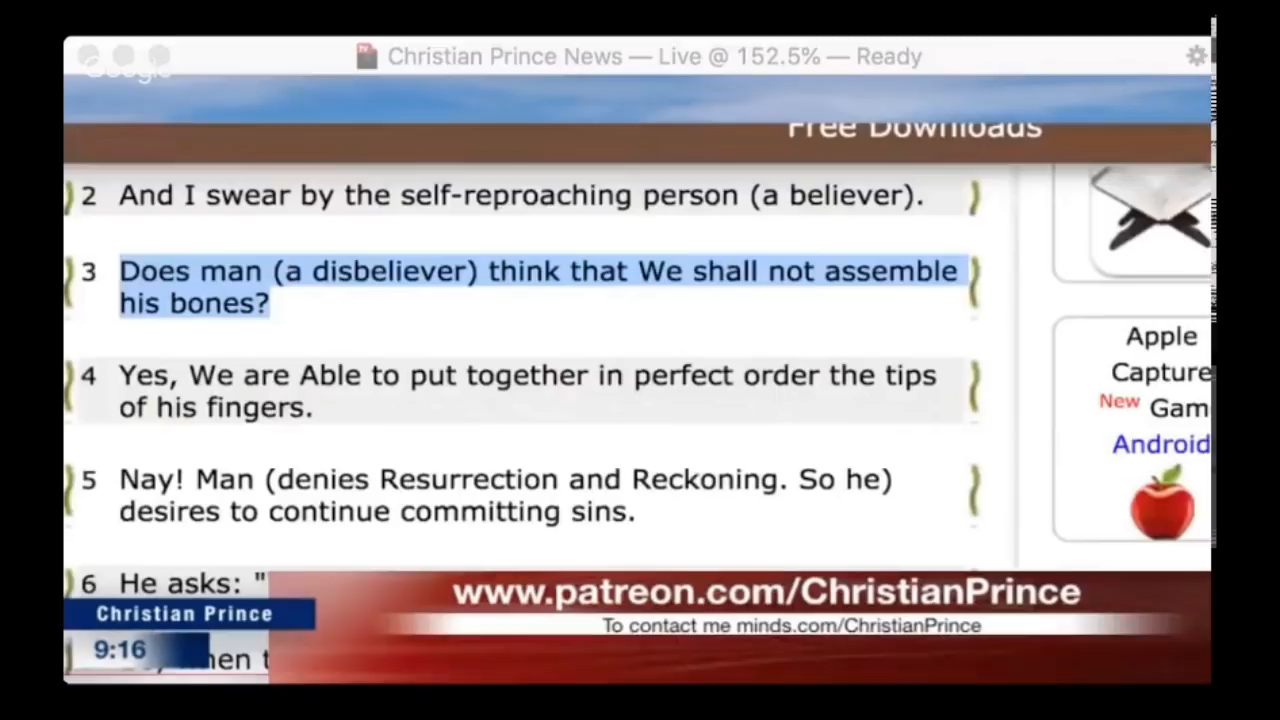 Christian Prince News — Live @ 152.5% — Ready
Google
Free Downloads
2 And I swear by the self-reproaching person (a believer).
3 Does man (a disbeliever) think that We shall not assemble
his bones?
4 Yes, We are Able to put together in perfect order the tips
of his fingers.
5 Nay! Man (denies Resurrection and Reckoning. So he)
desires to continue committing sins.
6 He asks: "
Apple
Capture
New Gam
Android
www.patreon.com/ChristianPrince
To contact me minds.com/ChristianPrince
Christian Prince
9:16